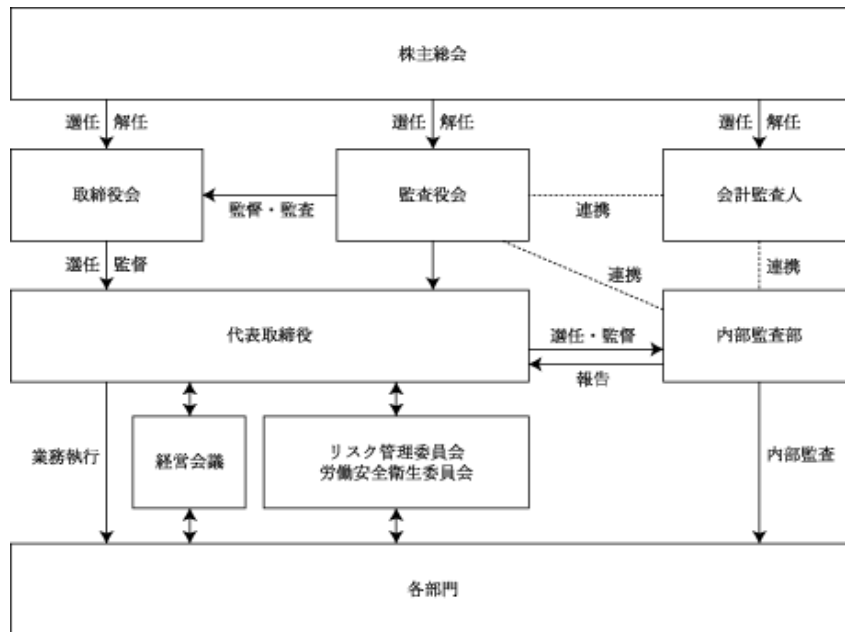 株主総会
選任 解任
選任 解任
選任 解任
取締役会
監督・監査
監査役会
連携
会計監査人
選任 監督
連携
連携
代表取締役
選任・監督
報告
内部監査部
業務執行
経営会議
リスク管理委員会
労働安全衛生委員会
内部監査
各部門